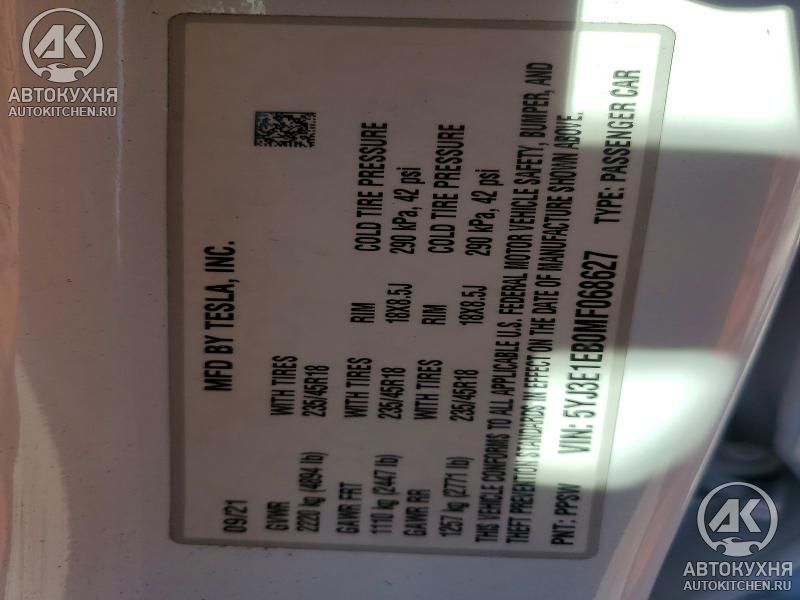 АК
АВТОКУХНЯ
AUTOKITCHEN.RU
MFD BY TESLA, INC.
09/21
GVWR WITH TIRES RIM COLD TIRE PRESSURE
2220 kg (4894 lb) 235/45R18 18X8.5J 290 kPa, 42 psi
GAWR FRT WITH TIRES RIM COLD TIRE PRESSURE
1110 kg (2447 lb) 235/45R18 18X8.5J 290 kPa, 42 psi
GAWR RR
1257 kg (2771 lb) 235/45R18
THIS VEHICLE CONFORMS TO ALL APPLICABLE U.S. FEDERAL MOTOR VEHICLE SAFETY, BUMPER, AND
THEFT PREVENTION STANDARDS IN EFFECT ON THE DATE OF MANUFACTURE SHOWN ABOVE.
PNT: PPSW VIN: 5YJ3E1EB0MF068627 TYPE: PASSENGER CAR
АК
АВТОКУХНЯ
AUTOKITCHEN.RU